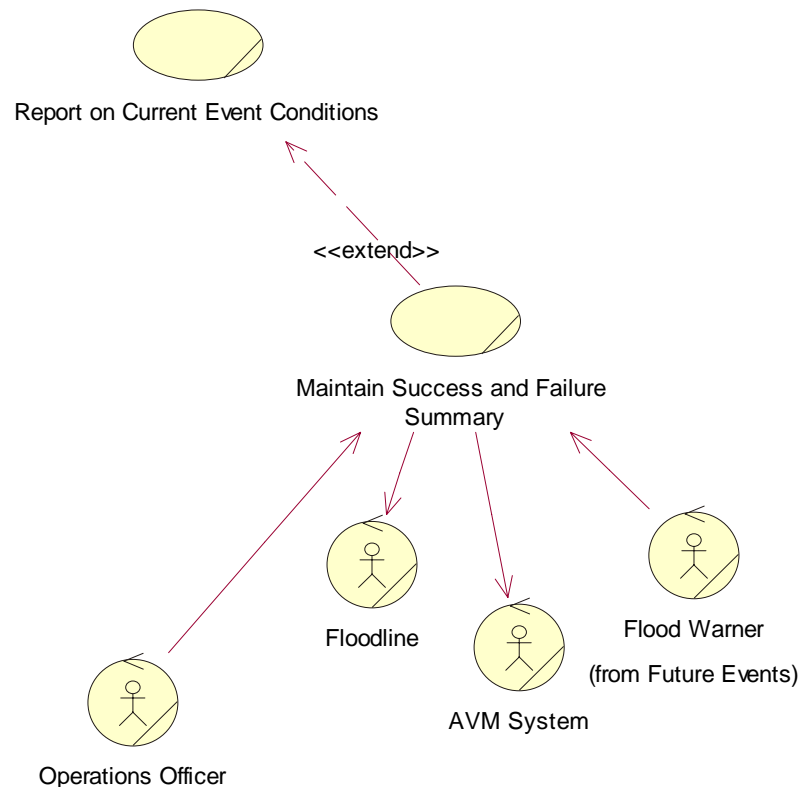 Report on Current Event Conditions
<<extend>>
Maintain Success and Failure
Summary
Floodline
Flood Warner
(from Future Events)
AVM System
Operations Officer